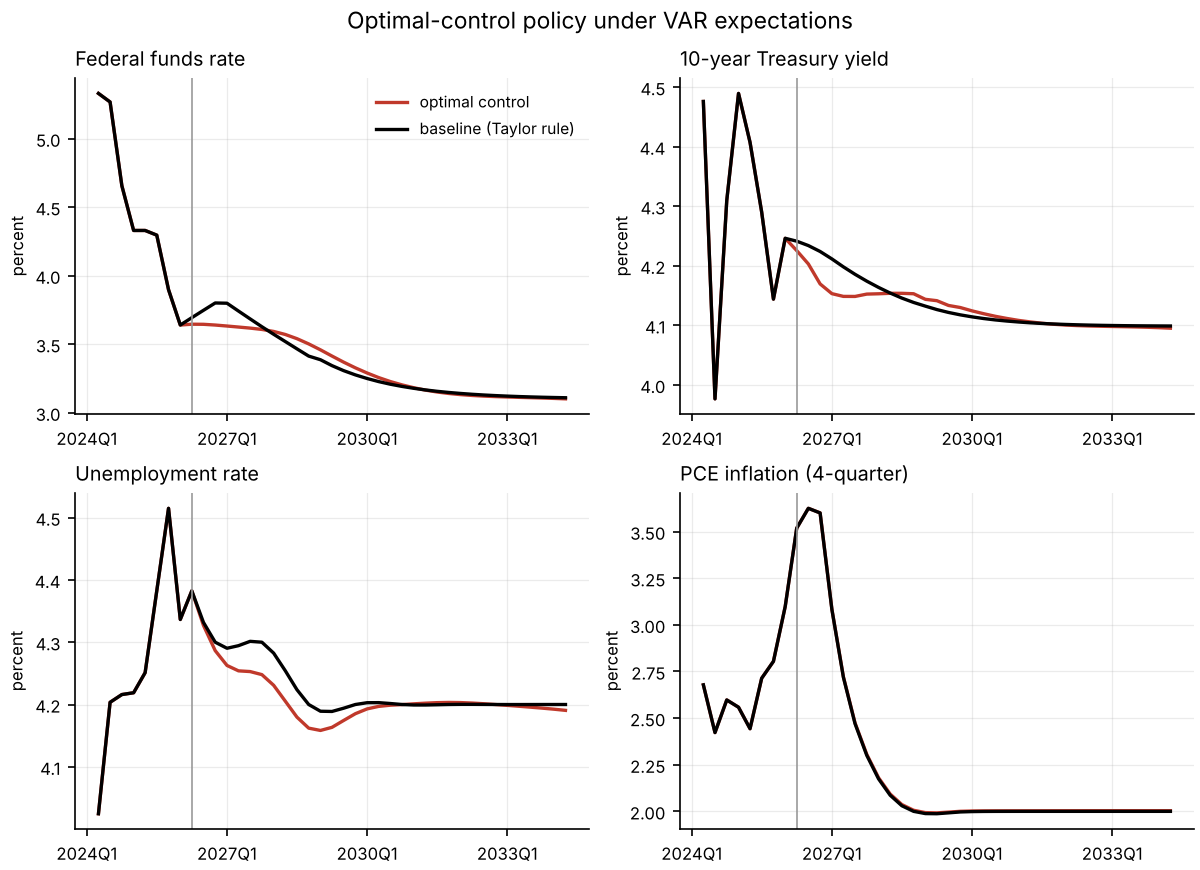 Optimal-control policy under VAR expectations
Federal funds rate
optimal control
baseline (Taylor rule)
percent
5.0
4.5
4.0
3.5
3.0
2024Q1 2027Q1 2030Q1 2033Q1
10-year Treasury yield
percent
4.5
4.4
4.3
4.2
4.1
4.0
2024Q1 2027Q1 2030Q1 2033Q1
Unemployment rate
percent
4.5
4.4
4.3
4.2
4.1
2024Q1 2027Q1 2030Q1 2033Q1
PCE inflation (4-quarter)
percent
3.50
3.25
3.00
2.75
2.50
2.25
2.00
2024Q1 2027Q1 2030Q1 2033Q1